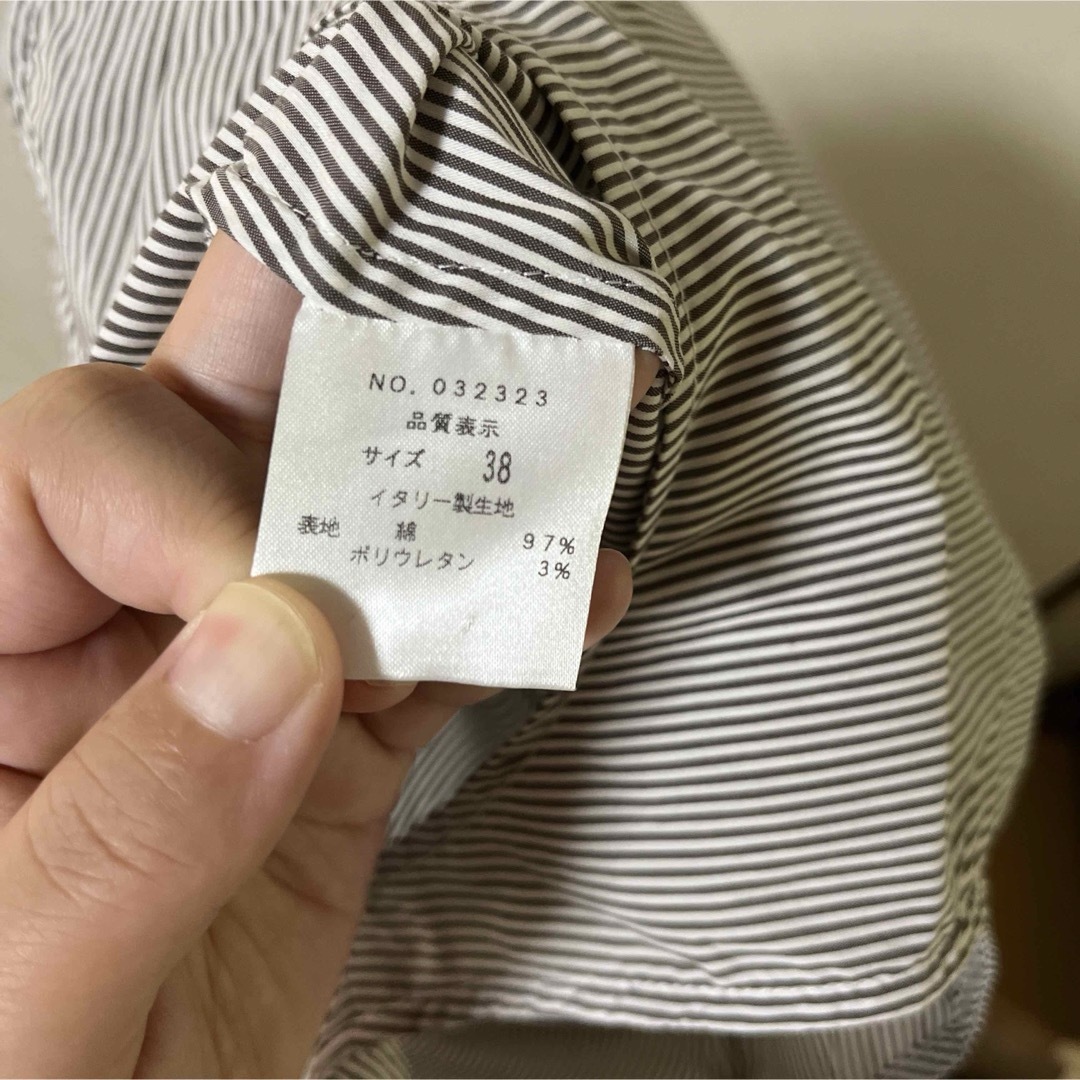 NO. 032323
品質表示
サイズ 38
イタリー製生地
表地 綿 97%
ポリウレタン 3%